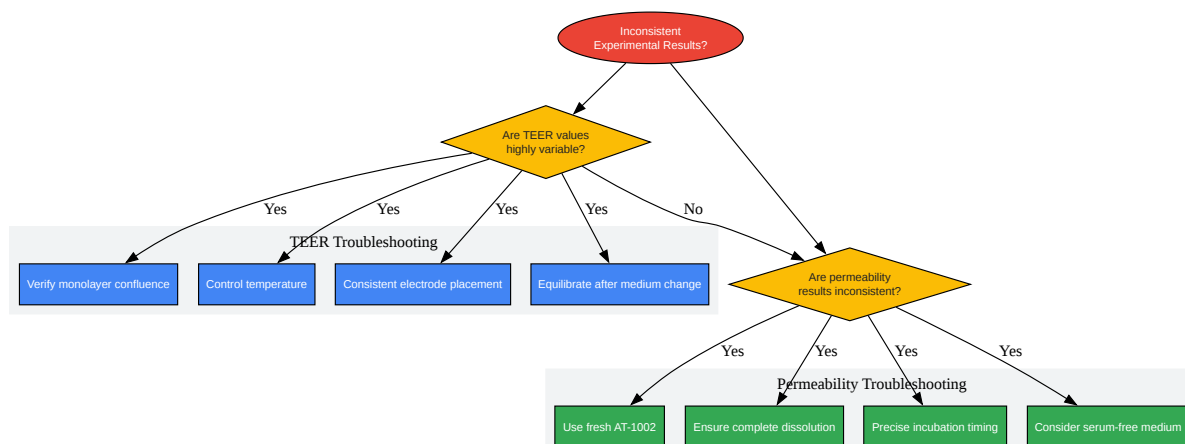 Inconsistent
Experimental Results?
Are TEER values
highly variable?
Yes
Yes
Yes
Yes
No
TEER Troubleshooting
Verify monolayer confluence
Control temperature
Consistent electrode placement
Equilibrate after medium change
Are permeability
results inconsistent?
Yes
Yes
Yes
Yes
Permeability Troubleshooting
Use fresh AT-1002
Ensure complete dissolution
Precise incubation timing
Consider serum-free medium